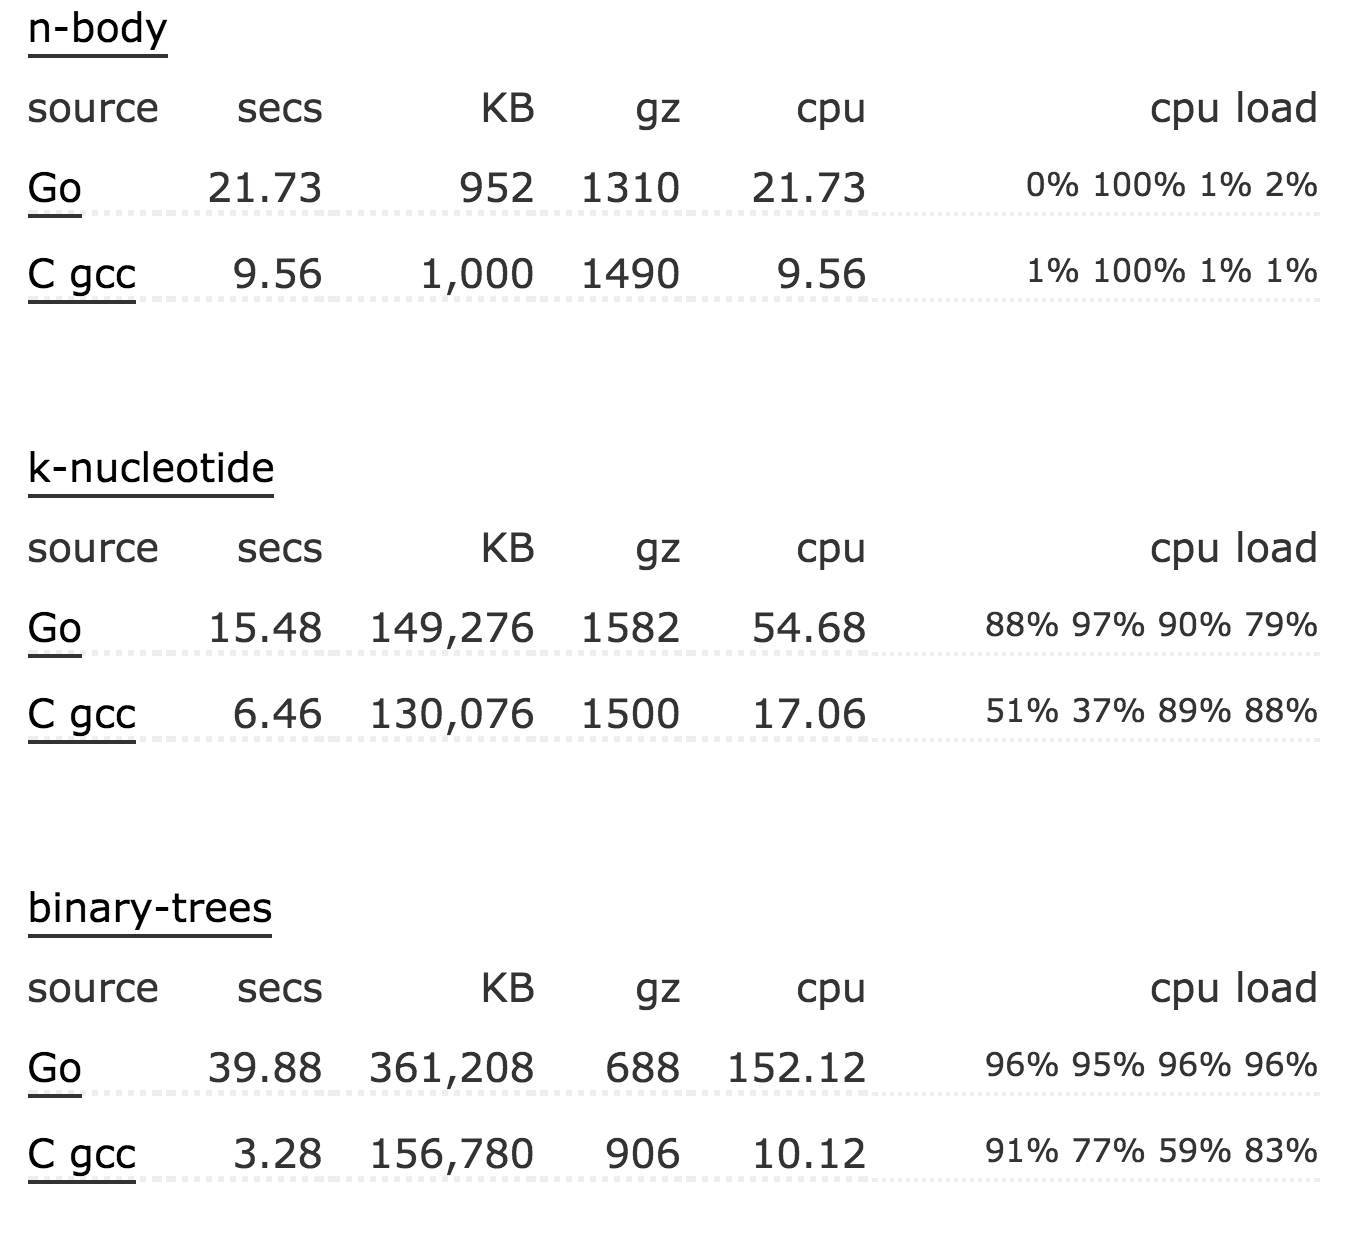 n-body
source secs KB gz cpu cpu load
Go 21.73 952 1310 21.73 0% 100% 1% 2%
C gcc 9.56 1,000 1490 9.56 1% 100% 1% 1%
k-nucleotide
source secs KB gz cpu cpu load
Go 15.48 149,276 1582 54.68 88% 97% 90% 79%
C gcc 6.46 130,076 1500 17.06 51% 37% 89% 88%
binary-trees
source secs KB gz cpu cpu load
Go 39.88 361,208 688 152.12 96% 95% 96% 96%
C gcc 3.28 156,780 906 10.12 91% 77% 59% 83%